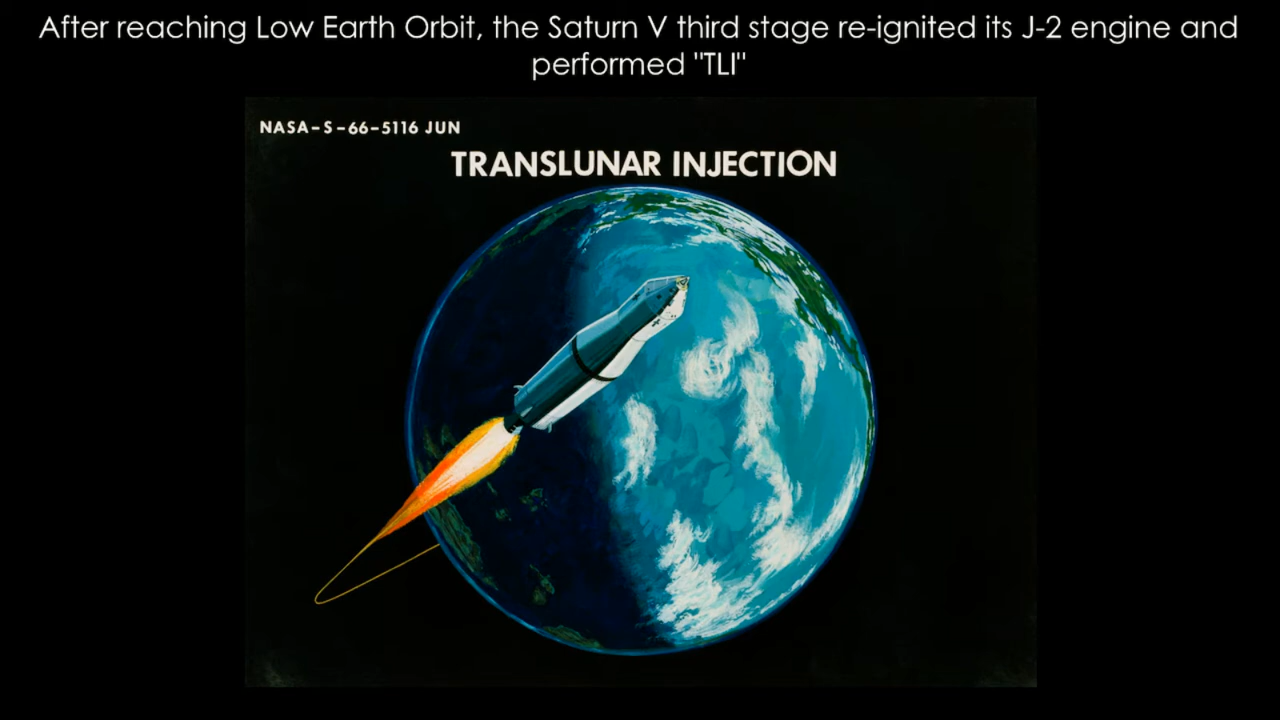 After reaching Low Earth Orbit, the Saturn V third stage re-ignited its J-2 engine and
performed "TLI"
NASA-S-66-5116 JUN
TRANSLUNAR INJECTION